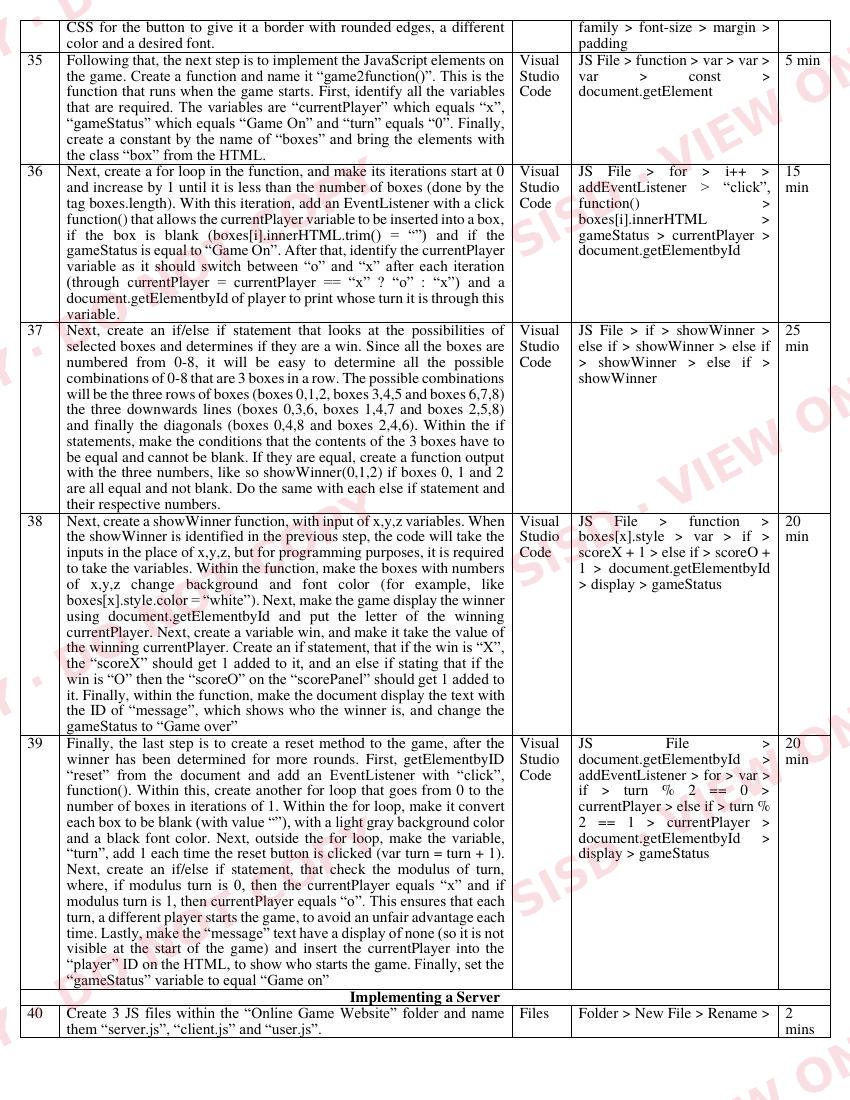 CSS for the button to give it a border with rounded edges, a different
color and a desired font.
family > font-size > margin >
padding
35
Following that, the next step is to implement the JavaScript elements on
the game. Create a function and name it “game2function()”. This is the
function that runs when the game starts. First, identify all the variables
that are required. The variables are “currentPlayer” which equals “x”,
“gameStatus” which equals “Game On” and “turn” equals “0”. Finally,
create a constant by the name of “boxes” and bring the elements with
the class “box” from the HTML.
Visual
Studio
Code
JS File > function > var > var >
var > const >
document.getElement
5 min
36
Next, create a for loop in the function, and make its iterations start at 0
and increase by 1 until it is less than the number of boxes (done by the
tag boxes.length). With this iteration, add an EventListener with a click
function() that allows the currentPlayer variable to be inserted into a box,
if the box is blank (boxes[i].innerHTML.trim() = “”) and if the
gameStatus is equal to “Game On”. After that, identify the currentPlayer
variable as it should switch between “o” and “x” after each iteration
(through currentPlayer = currentPlayer == “x” ? “o” : “x”) and a
document.getElementbyId of player to print whose turn it is through this
variable.
Visual
Studio
Code
JS File > for > i++ >
addEventListener > “click”,
function() >
boxes[i].innerHTML >
gameStatus > currentPlayer >
document.getElementbyId
15
min
37
Next, create an if/else if statement that looks at the possibilities of
selected boxes and determines if they are a win. Since all the boxes are
numbered from 0-8, it will be easy to determine all the possible
combinations of 0-8 that are 3 boxes in a row. The possible combinations
will be the three rows of boxes (boxes 0,1,2, boxes 3,4,5 and boxes 6,7,8)
the three downwards lines (boxes 0,3,6, boxes 1,4,7 and boxes 2,5,8)
and finally the diagonals (boxes 0,4,8 and boxes 2,4,6). Within the if
statements, make the conditions that the contents of the 3 boxes have to
be equal and cannot be blank. If they are equal, create a function output
with the three numbers, like so showWinner(0,1,2) if boxes 0, 1 and 2
are all equal and not blank. Do the same with each else if statement and
their respective numbers.
Visual
Studio
Code
JS File > if > showWinner >
else if > showWinner > else if
> showWinner > else if >
showWinner
25
min
38
Next, create a showWinner function, with input of x,y,z variables. When
the showWinner is identified in the previous step, the code will take the
inputs in the place of x,y,z, but for programming purposes, it is required
to take the variables. Within the function, make the boxes with numbers
of x,y,z change background and font color (for example, like
boxes[x].style.color = “white”). Next, make the game display the winner
using document.getElementbyId and put the letter of the winning
currentPlayer. Next, create a variable win, and make it take the value of
the winning currentPlayer. Create an if statement, that if the win is “X”,
the “scoreX” should get 1 added to it, and an else if stating that if the
win is “O” then the “scoreO” on the “scorePanel” should get 1 added to
it. Finally, within the function, make the document display the text with
the ID of “message”, which shows who the winner is, and change the
gameStatus to “Game over”
Visual
Studio
Code
JS File > function >
boxes[x].style > var > if >
scoreX + 1 > else if > scoreO +
1 > document.getElementbyId
> display > gameStatus
20
min
39
Finally, the last step is to create a reset method to the game, after the
winner has been determined for more rounds. First, getElementbyID
“reset” from the document and add an EventListener with “click”,
function(). Within this, create another for loop that goes from 0 to the
number of boxes in iterations of 1. Within the for loop, make it convert
each box to be blank (with value “”), with a light gray background color
and a black font color. Next, outside the for loop, make the variable,
“turn”, add 1 each time the reset button is clicked (var turn = turn + 1).
Next, create an if/else if statement, that check the modulus of turn,
where, if modulus turn is 0, then the currentPlayer equals “x” and if
modulus turn is 1, then currentPlayer equals “o”. This ensures that each
turn, a different player starts the game, to avoid an unfair advantage each
time. Lastly, make the “message” text have a display of none (so it is not
visible at the start of the game) and insert the currentPlayer into the
“player” ID on the HTML, to show who starts the game. Finally, set the
“gameStatus” variable to equal “Game on”
Visual
Studio
Code
JS File >
document.getElementbyId >
addEventListener > for > var >
if > turn % 2 == 0 >
currentPlayer > else if > turn %
2 == 1 > currentPlayer >
document.getElementbyId >
display > gameStatus
20
min
Implementing a Server
40
Create 3 JS files within the “Online Game Website” folder and name
them “server.js”, “client.js” and “user.js”.
Files
Folder > New File > Rename >
2
mins